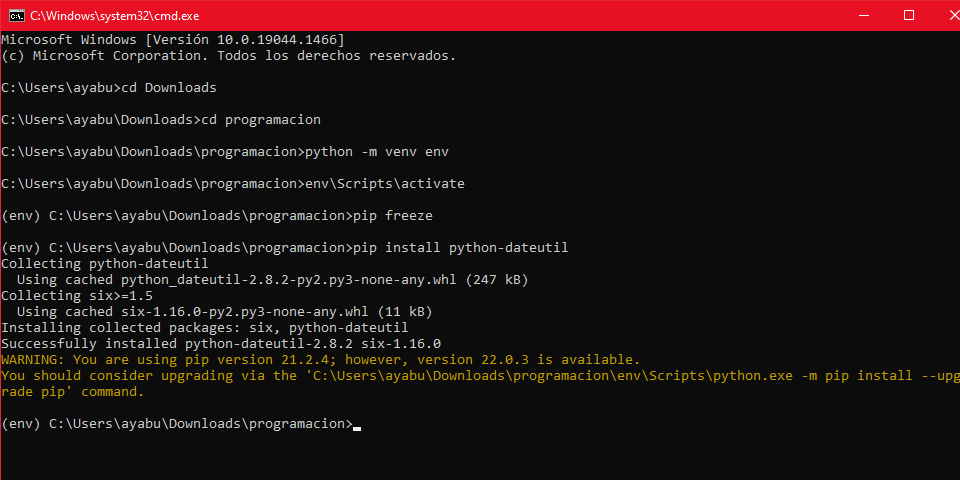 C:\Windows\system32\cmd.exe
Microsoft Windows [Versión 10.0.19044.1466]
(c) Microsoft Corporation. Todos los derechos reservados.
C:\Users\ayabu>cd Downloads
C:\Users\ayabu\Downloads>cd programacion
C:\Users\ayabu\Downloads\programacion>python -m venv env
C:\Users\ayabu\Downloads\programacion>env\Scripts\activate
(env) C:\Users\ayabu\Downloads\programacion>pip freeze
(env) C:\Users\ayabu\Downloads\programacion>pip install python-dateutil
Collecting python-dateutil
  Using cached python_dateutil-2.8.2-py2.py3-none-any.whl (247 kB)
Collecting six>=1.5
  Using cached six-1.16.0-py2.py3-none-any.whl (11 kB)
Installing collected packages: six, python-dateutil
Successfully installed python-dateutil-2.8.2 six-1.16.0
WARNING: You are using pip version 21.2.4; however, version 22.0.3 is available.
You should consider upgrading via the 'C:\Users\ayabu\Downloads\programacion\env\Scripts\python.exe -m pip install --upg
rade pip' command.
(env) C:\Users\ayabu\Downloads\programacion>